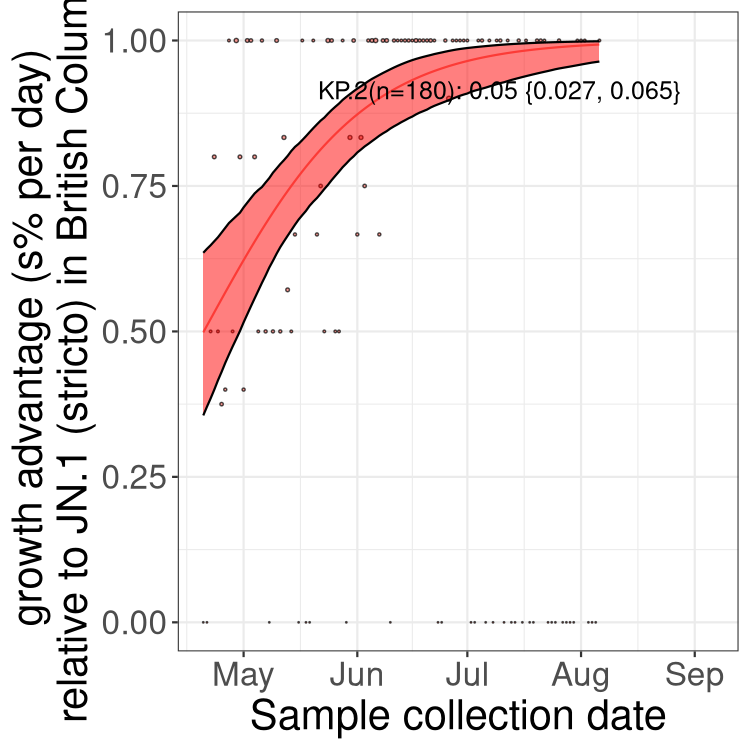 growth advantage (s% per day)
relative to JN.1 (stricto) in British Colum
1.00
0.75
0.50
0.25
0.00
KP.2(n=180): 0.05 {0.027, 0.065}
May Jun Jul Aug Sep
Sample collection date